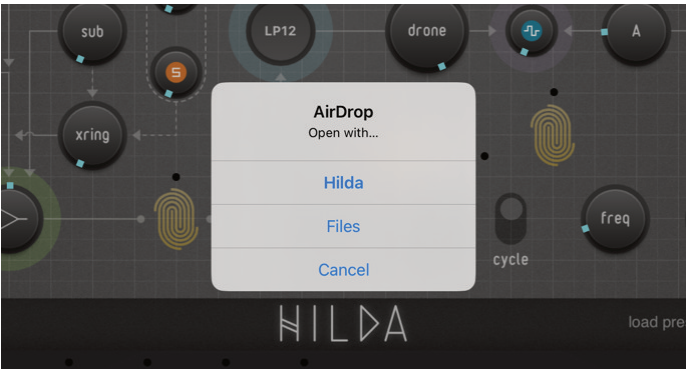 sub
LP12
drone
A
S
xring
AirDrop
Open with...
Hilda
Files
Cancel
freq
cycle
HILDA
load pre